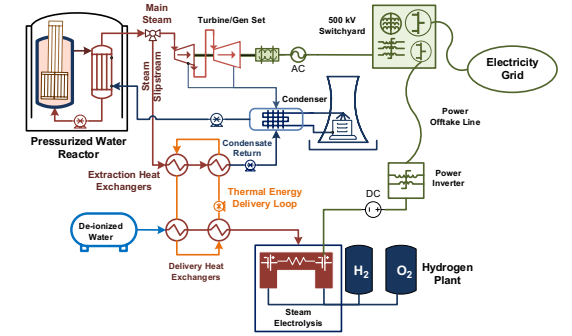 Main
Steam
Turbine/Gen Set
500 kV
Switchyard
AC
Electricity
Grid
Steam
Slipstream
Condenser
Power
Offtake Line
Pressurized Water
Reactor
Condensate
Return
Extraction Heat
Exchangers
Thermal Energy
Delivery Loop
Power
Inverter
DC
De-ionized
Water
Delivery Heat
Exchangers
H2
O2
Hydrogen
Plant
Steam
Electrolysis